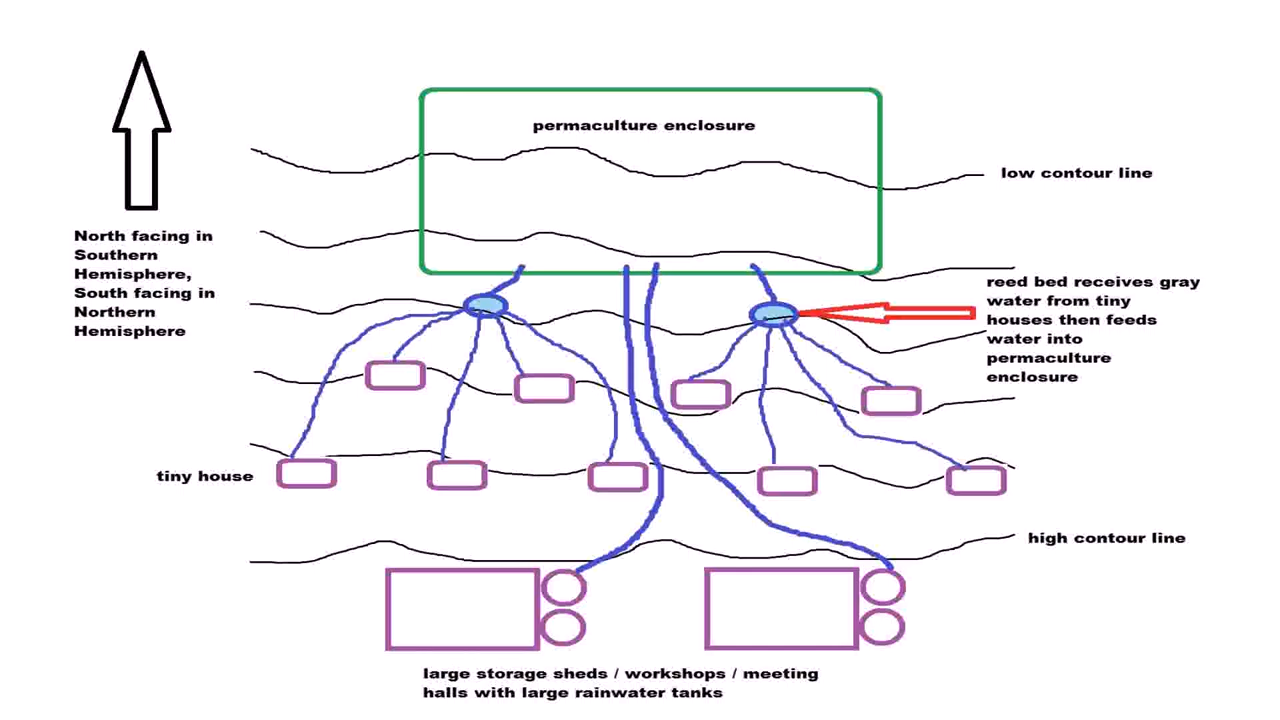 permaculture enclosure
low contour line
North facing in
Southern
Hemisphere,
South facing in
Northern
Hemisphere
reed bed receives gray
water from tiny
houses then feeds
water into
permaculture
enclosure
tiny house
high contour line
large storage sheds / workshops / meeting
halls with large rainwater tanks